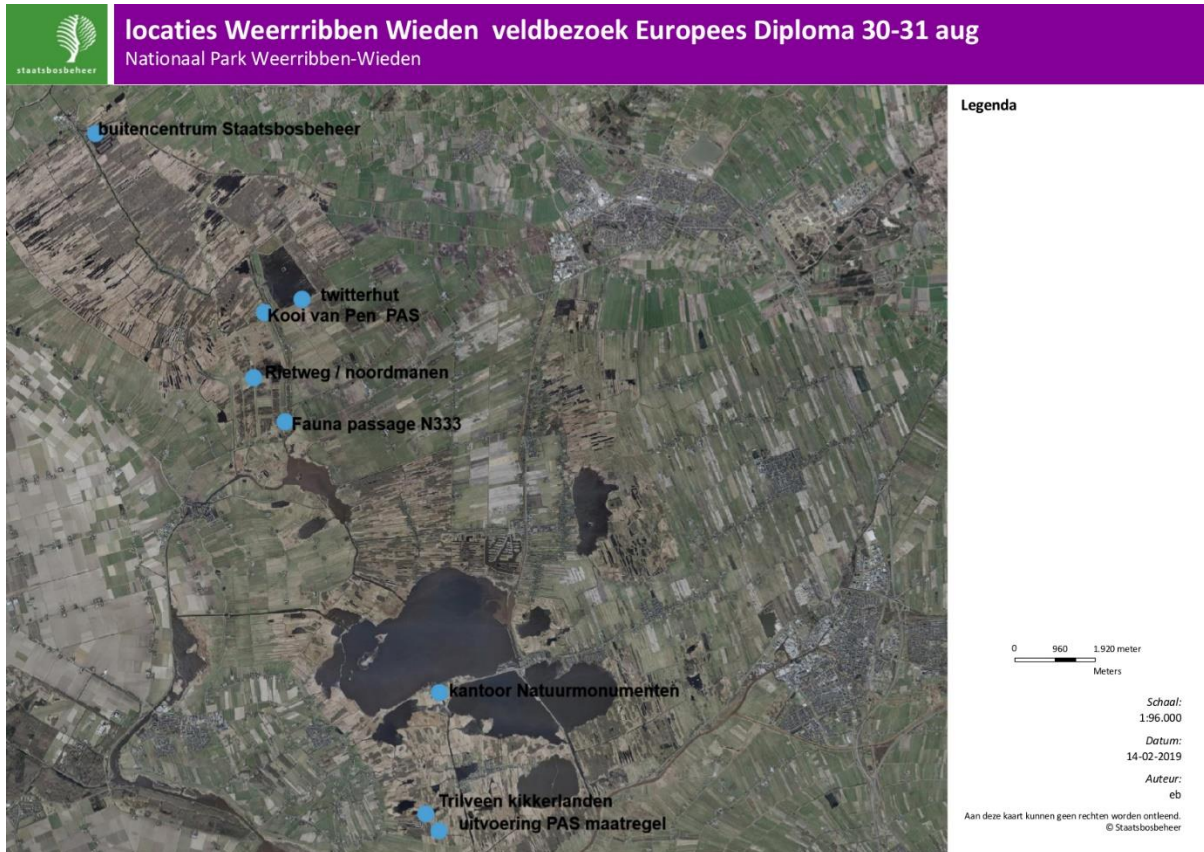 staatsbosbeheer
locaties Weerrribben Wieden veldbezoek Europees Diploma 30-31 aug
Nationaal Park Weerribben-Wieden
buitencentrum Staatsbosbeheer
twitterhut
Kooi van Pen PAS
Rietweg / noordmanen
Fauna passage N333
kantoor Natuurmonumenten
Trilveen kikkerlanden
uitvoering PAS maatregel
Legenda
0 960 1.920 meter
Meters
Schaal:
1:96.000
Datum:
14-02-2019
Auteur:
eb
Aan deze kaart kunnen geen rechten worden ontleend.
© Staatsbosbeheer